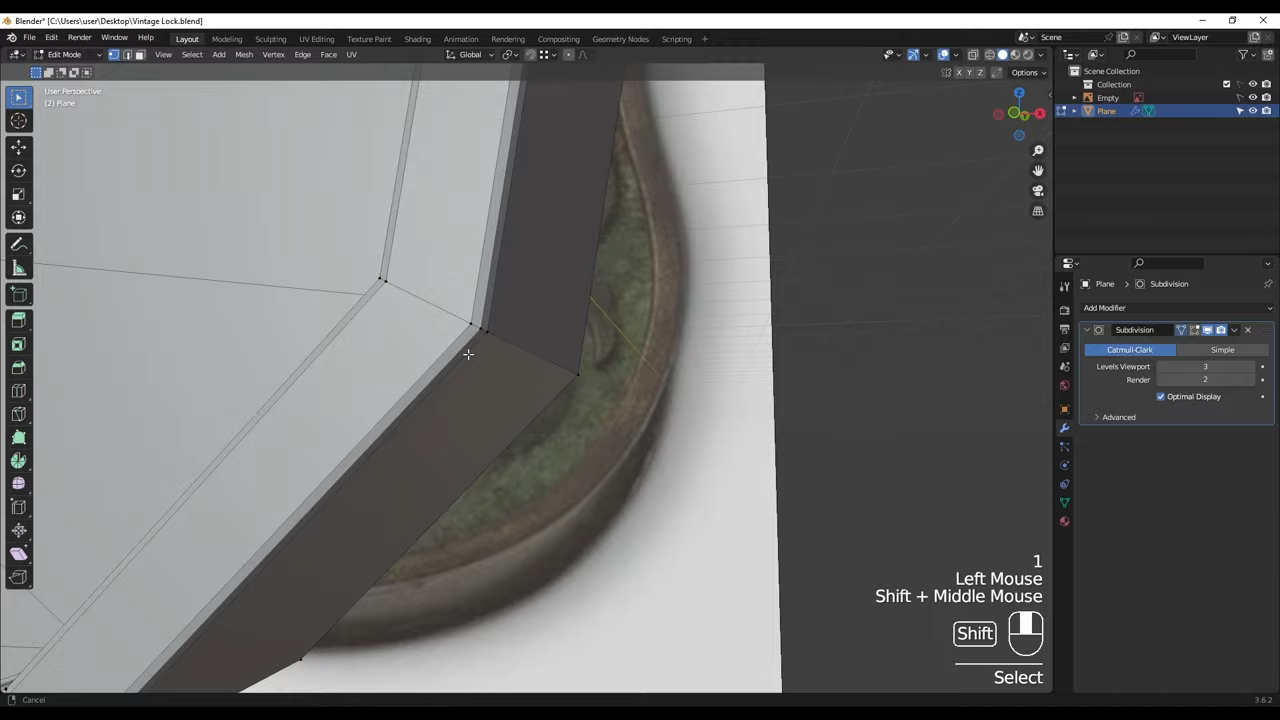 Blender* [C:\Users\user\Desktop\Vintage Lock.blend]
File Edit Render Window Help Layout Modeling Sculpting UV Editing Texture Paint Shading Animation Rendering Compositing Geometry Nodes Scripting Scene ViewLayer
Edit Mode View Select Add Mesh Vertex Edge Face UV Global
X Y Z Options
User Perspective
(2) Plane
Z
X
Y
Scene Collection
Collection
Empty
Plane
Plane > Subdivision
Add Modifier
Subdivision
Catmull-Clark Simple
Levels Viewport 3
Render 2
Optimal Display
Advanced
1
Left Mouse
Shift + Middle Mouse
Shift
Select
Cancel 3.6.2